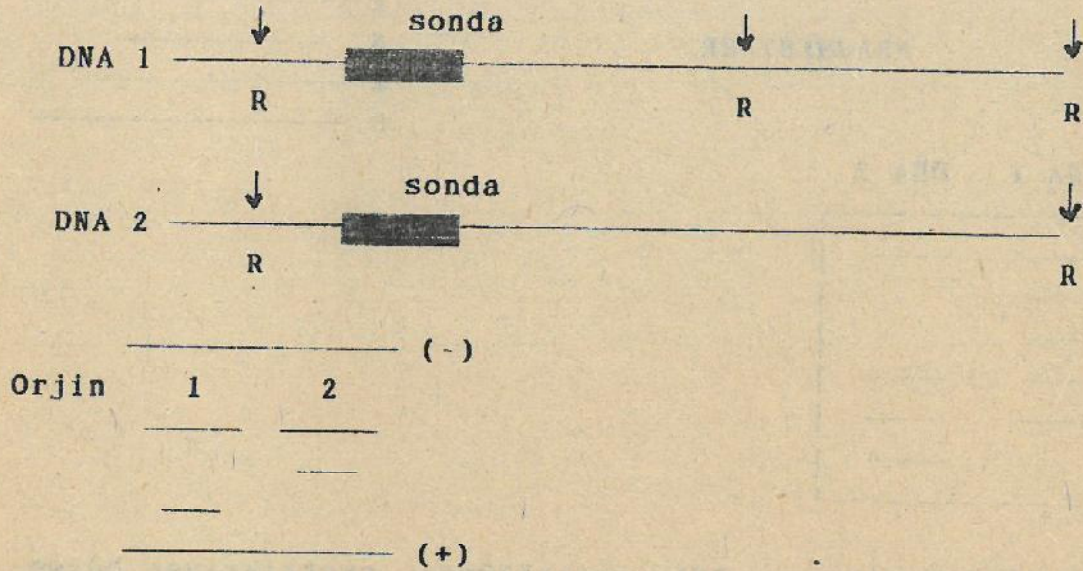 sonda
DNA 1
R R R
sonda
DNA 2
R R
(-)
Orjin 1 2
(+)